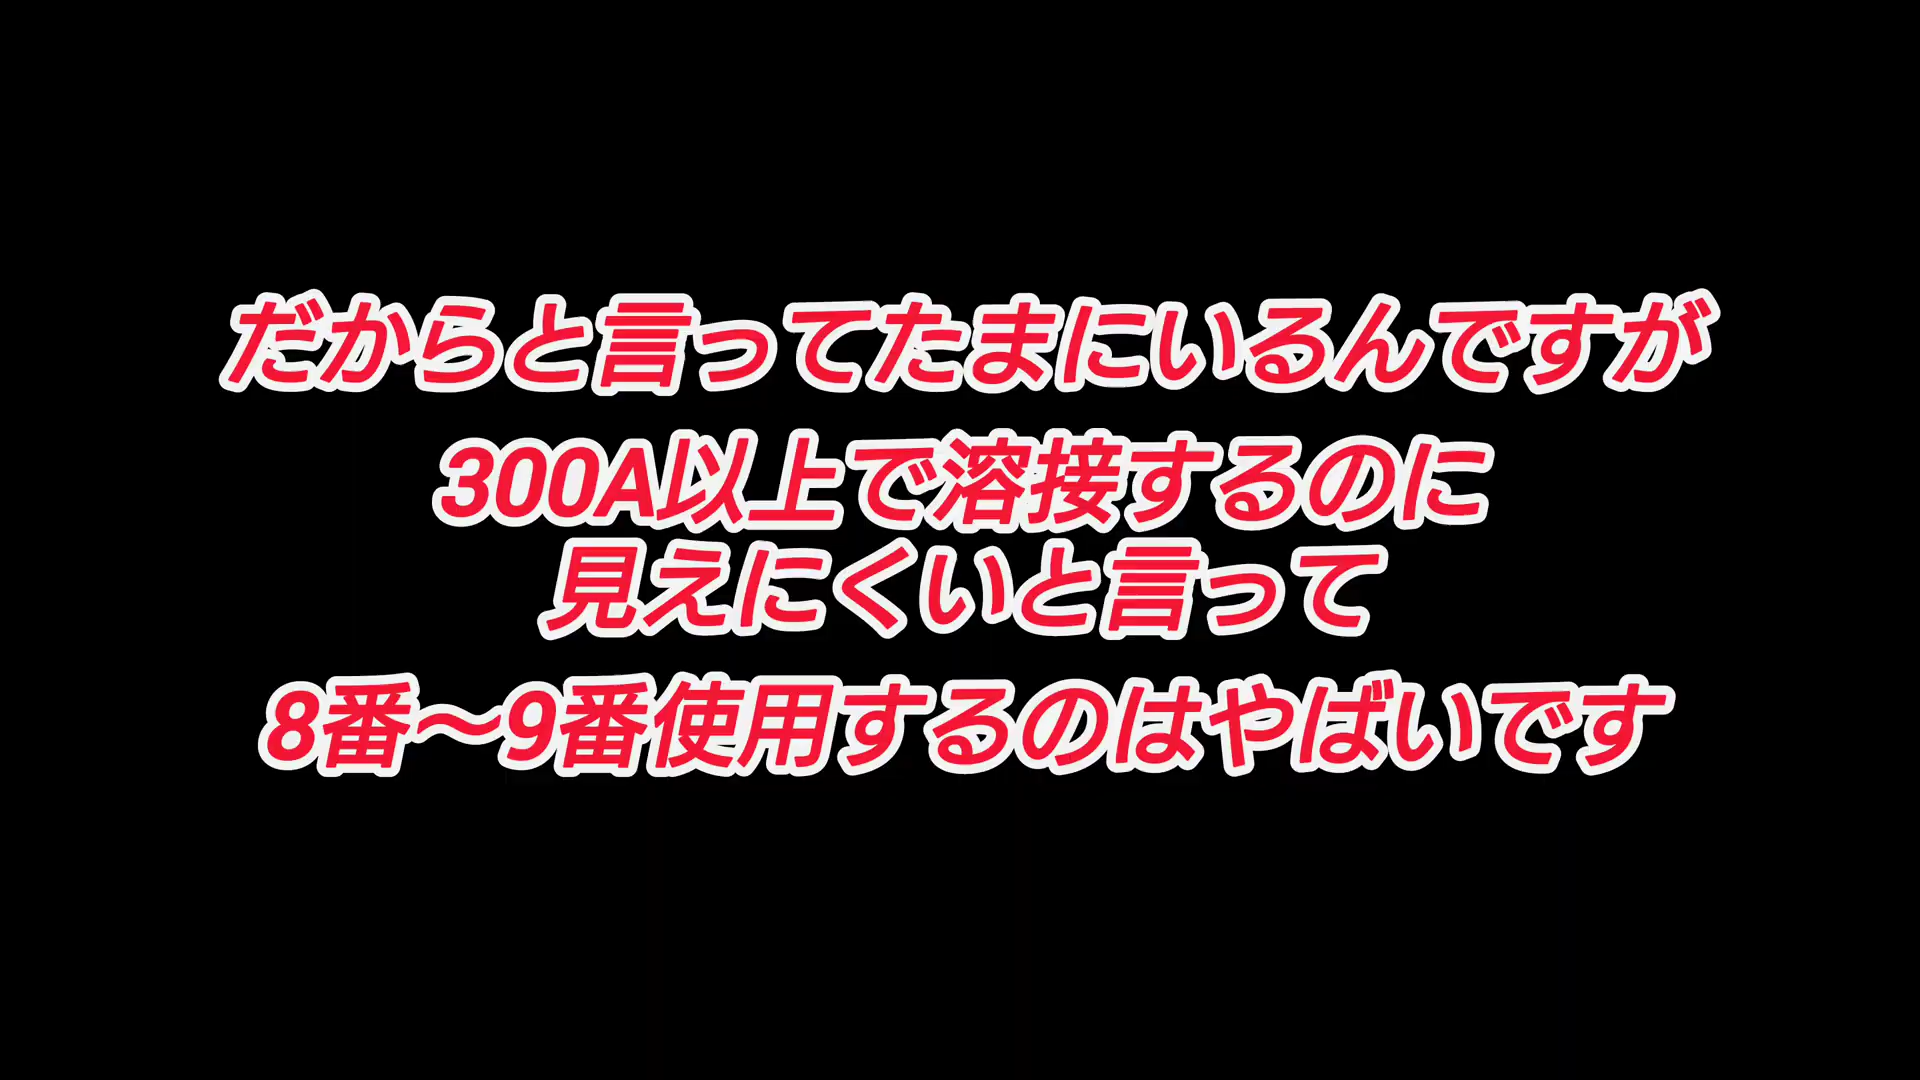 だからと言ってたまにいるんですが
300A以上で溶接するのに
見えにくいと言って
8番〜9番使用するのはやばいです